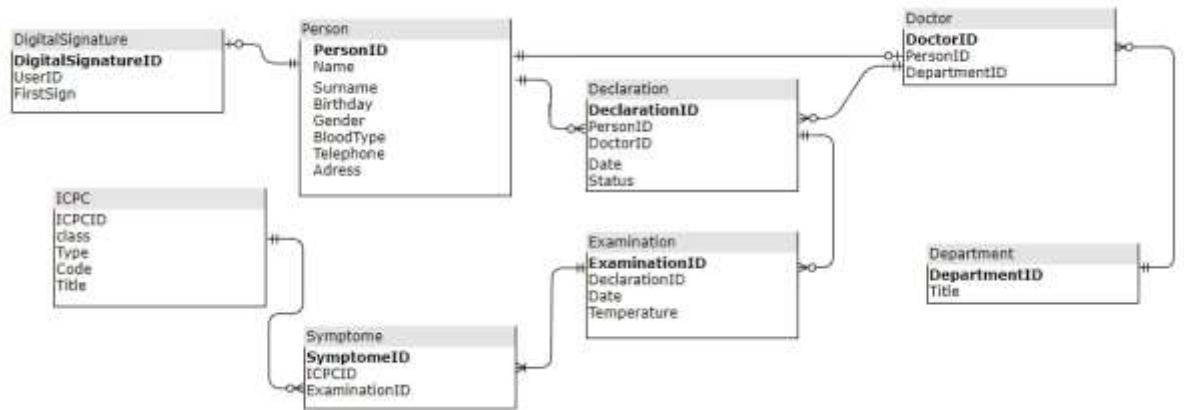 DigitalSignature
DigitalSignatureID
UserID
FirstSign
Person
PersonID
Name
Surname
Birthday
Gender
BloodType
Telephone
Adress
Doctor
DoctorID
PersonID
DepartmentID
Declaration
DeclarationID
PersonID
DoctorID
Date
Status
ICPC
ICPCID
class
Type
Code
Title
Examination
ExaminationID
DeclarationID
Date
Temperature
Department
DepartmentID
Title
Symptome
SymptomeID
ICPCID
ExaminationID